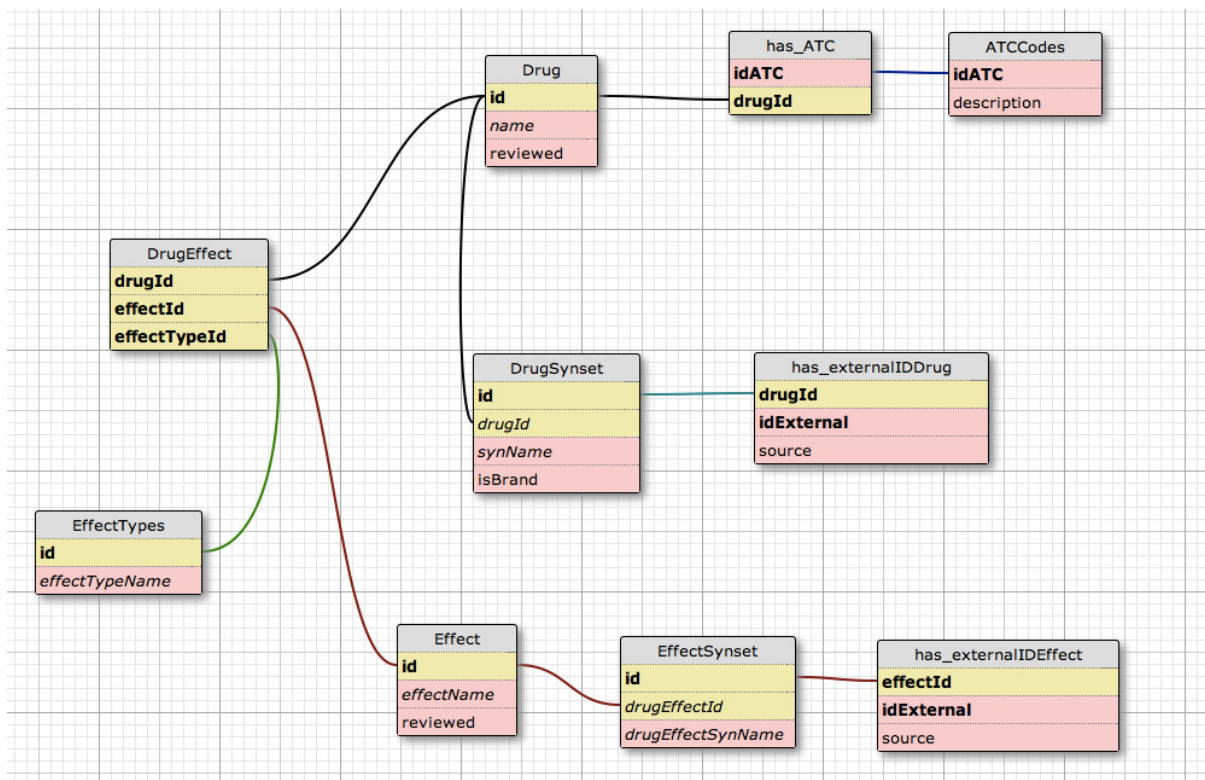 has_ATC
idATC
drugId
ATCCodes
idATC
description
Drug
id
name
reviewed
DrugEffect
drugId
effectId
effectTypeId
DrugSynset
id
drugId
synName
isBrand
has_externalIDDrug
drugId
idExternal
source
EffectTypes
id
effectTypeName
Effect
id
effectName
reviewed
EffectSynset
id
drugEffectId
drugEffectSynName
has_externalIDEffect
effectId
idExternal
source